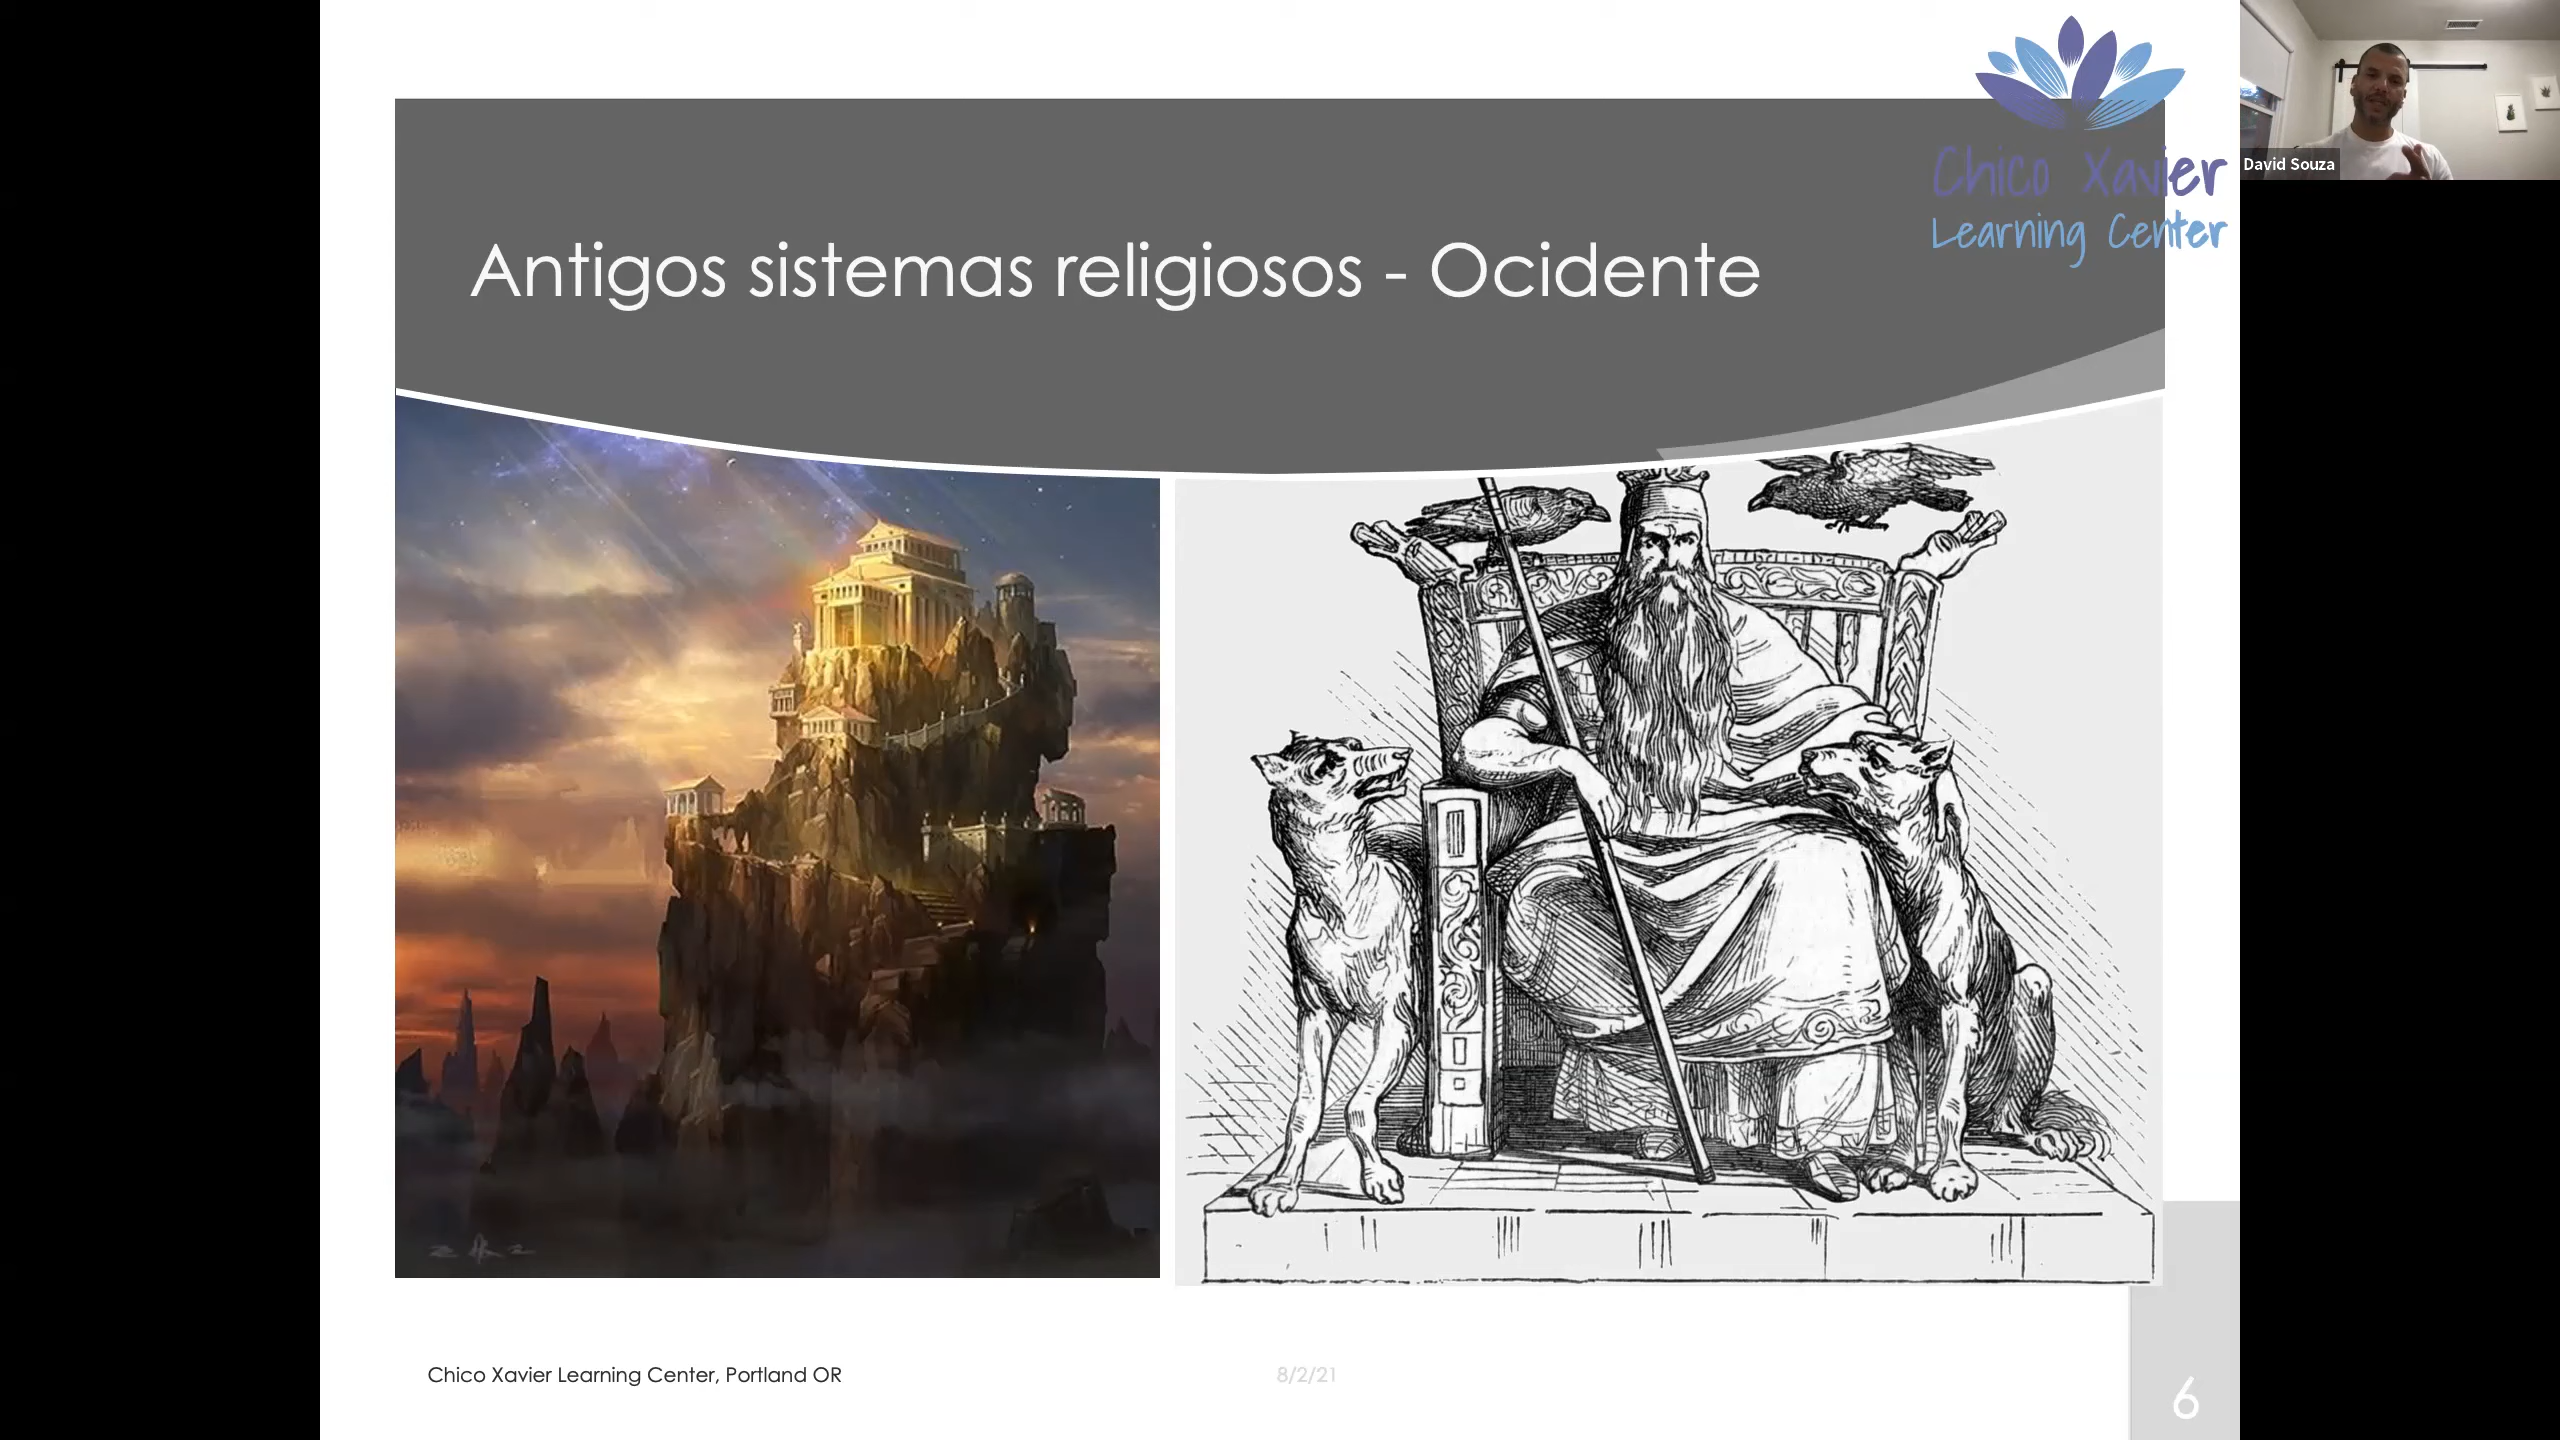 Chico Xavier
Learning Center
David Souza
Antigos sistemas religiosos - Ocidente
Chico Xavier Learning Center, Portland OR
8/2/21
6